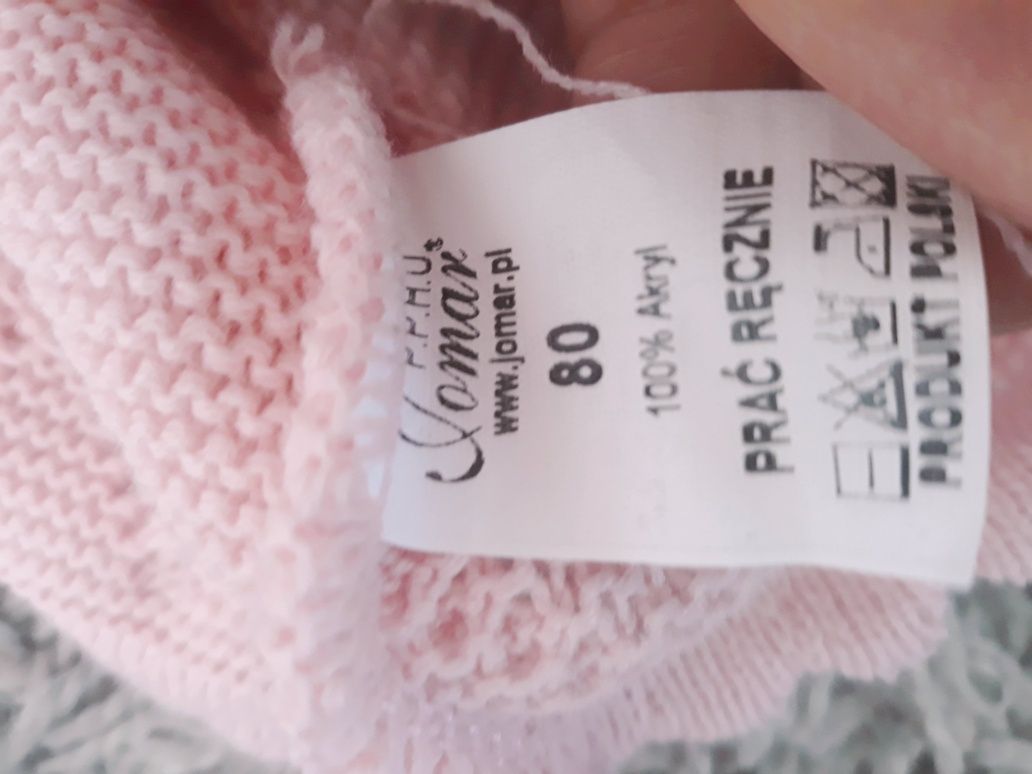 P.P.H.U.
Jomar
www.jomar.pl
80
100% Akryl
PRAĆ RĘCZNIE
PRODUKT POLSKI